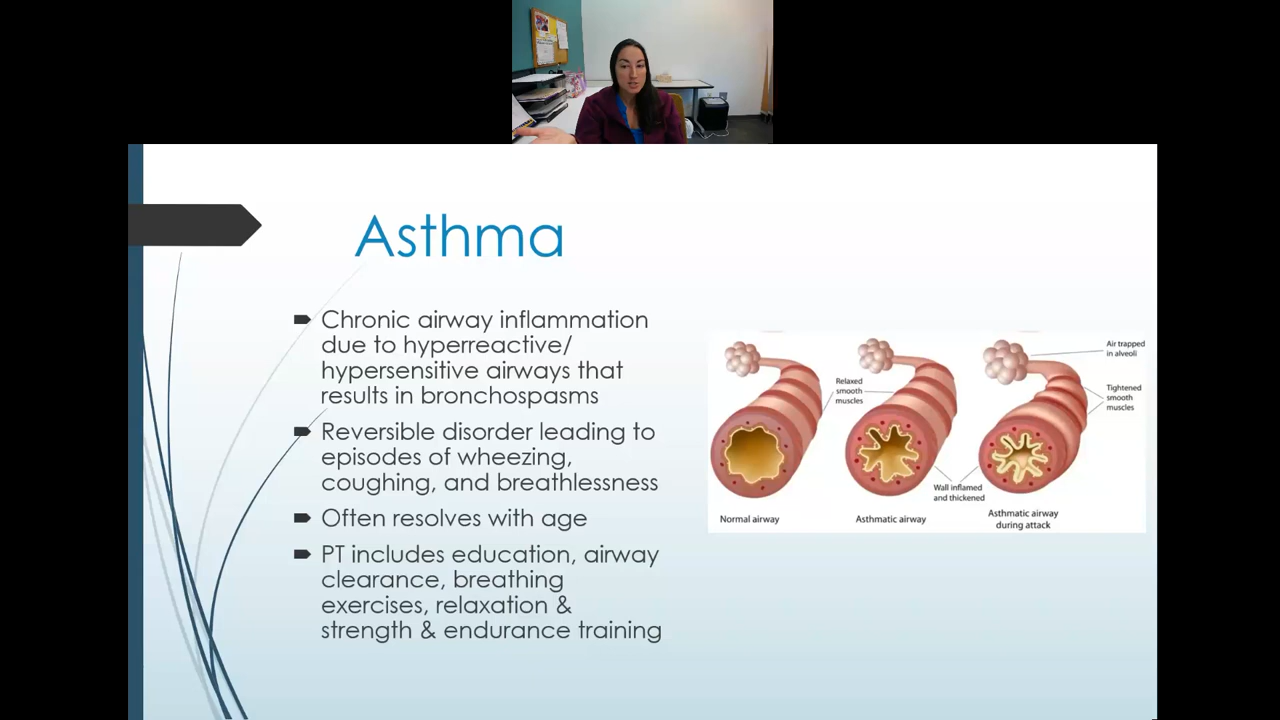 Asthma
Chronic airway inflammation
due to hyperreactive/
hypersensitive airways that
results in bronchospasms
Reversible disorder leading to
episodes of wheezing,
coughing, and breathlessness
Often resolves with age
PT includes education, airway
clearance, breathing
exercises, relaxation &
strength & endurance training
Air trapped
in alveoli
Relaxed
smooth
muscles
Tightened
smooth
muscles
Wall inflamed
and thickened
Normal airway
Asthmatic airway
Asthmatic airway
during attack